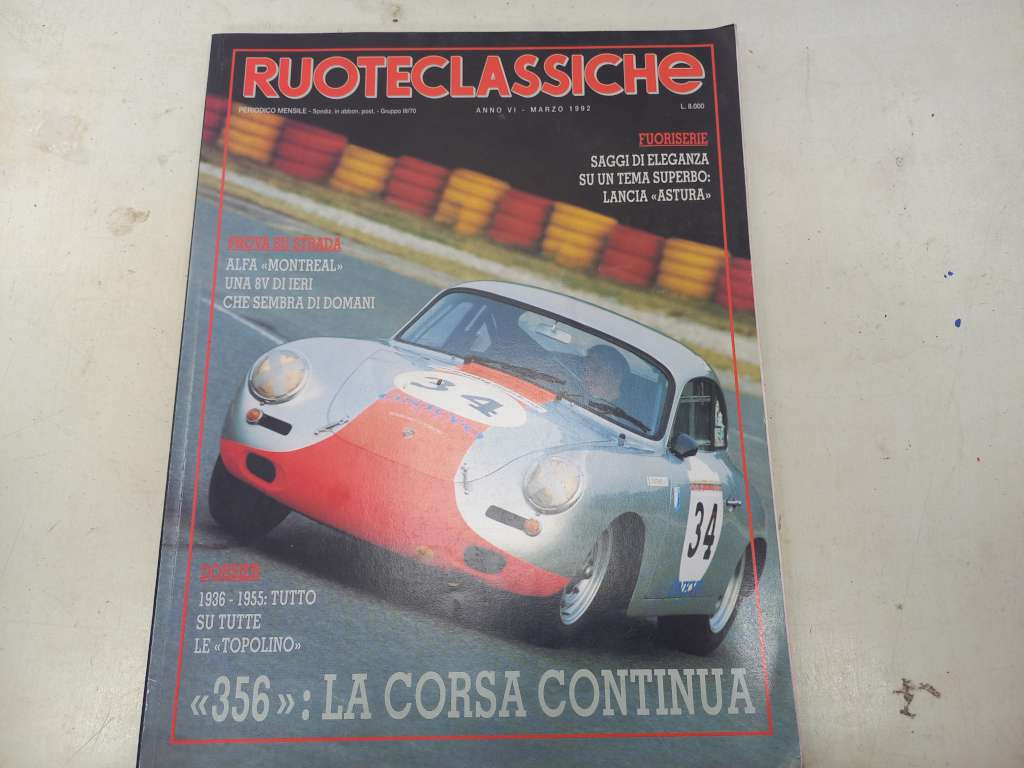 RUOTECLASSICHe
PERIODICO MENSILE - Spediz. in abbon. post. - Gruppo III/70
ANNO VI - MARZO 1992
L. 8.000
FUORISERIE
SAGGI DI ELEGANZA
SU UN TEMA SUPERBO:
LANCIA «ASTURA»
PROVA SU STRADA
ALFA «MONTREAL»
UNA 8V DI IERI
CHE SEMBRA DI DOMANI
34
34
DOSSIER
1936 - 1955: TUTTO
SU TUTTE
LE «TOPOLINO»
«356»: LA CORSA CONTINUA